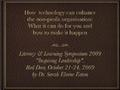 How technology can enhance
the non-profit organization:
What it can do for you and
how to make it happen
Literacy & Learning Symposium 2009
"Inspiring Leadership"
Red Deer, October 21-24, 2009
by Dr. Sarah Elaine Eaton